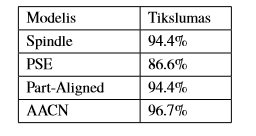 Modelis Tikslumas
Spindle 94.4%
PSE 86.6%
Part-Aligned 94.4%
AACN 96.7%